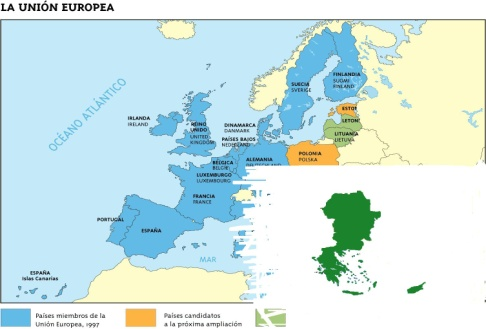 LA UNIÓN EUROPEA
FINLANDIA
SUOMI
FINLAND
SUECIA
SVERIGE
OCÉANO ATLÁNTICO
ESTO
LETON
IRLANDA
IRELAND
REINO
UNIDO
UNITED
KINGDOM
DINAMARCA
DANMARK
LITUANIA
LIETUVA
PAÍSES BAJOS
NEDERLAND
BÉLGICA
BELGIË
ALEMANIA
POLONIA
POLSKA
LUXEMBURGO
LUXEMBOURG
FRANCIA
FRANCE
PORTUGAL
ESPAÑA
MAR
ESPAÑA
Islas Canarias
Países miembros de la
Unión Europea, 1997
Países candidatos
a la próxima ampliación